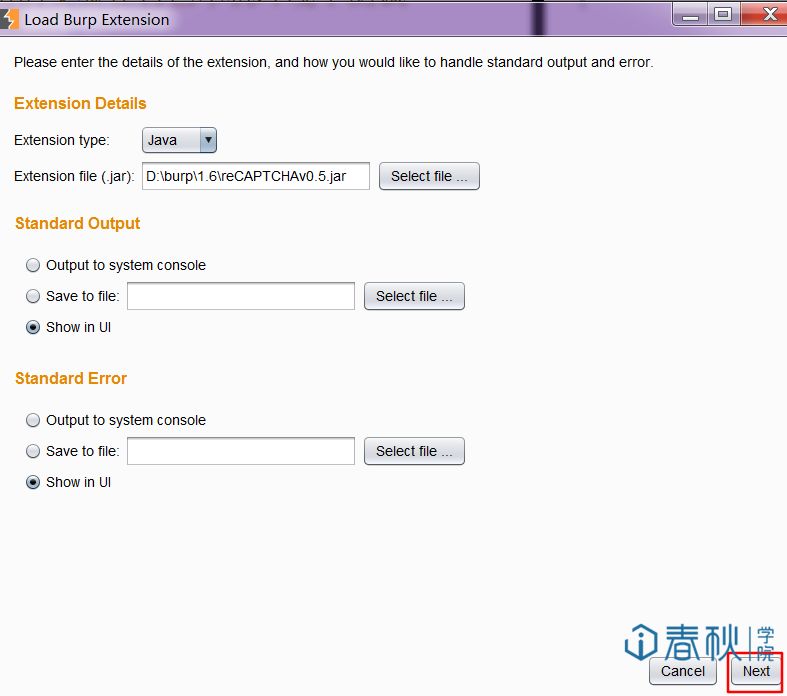 Load Burp Extension
Please enter the details of the extension, and how you would like to handle standard output and error.
Extension Details
Extension type: Java
Extension file (.jar): D:\burp\1.6\reCAPTCHAv0.5.jar Select file ...
Standard Output
Output to system console
Save to file: Select file ...
Show in UI
Standard Error
Output to system console
Save to file: Select file ...
Show in UI
春秋 学院
Cancel Next